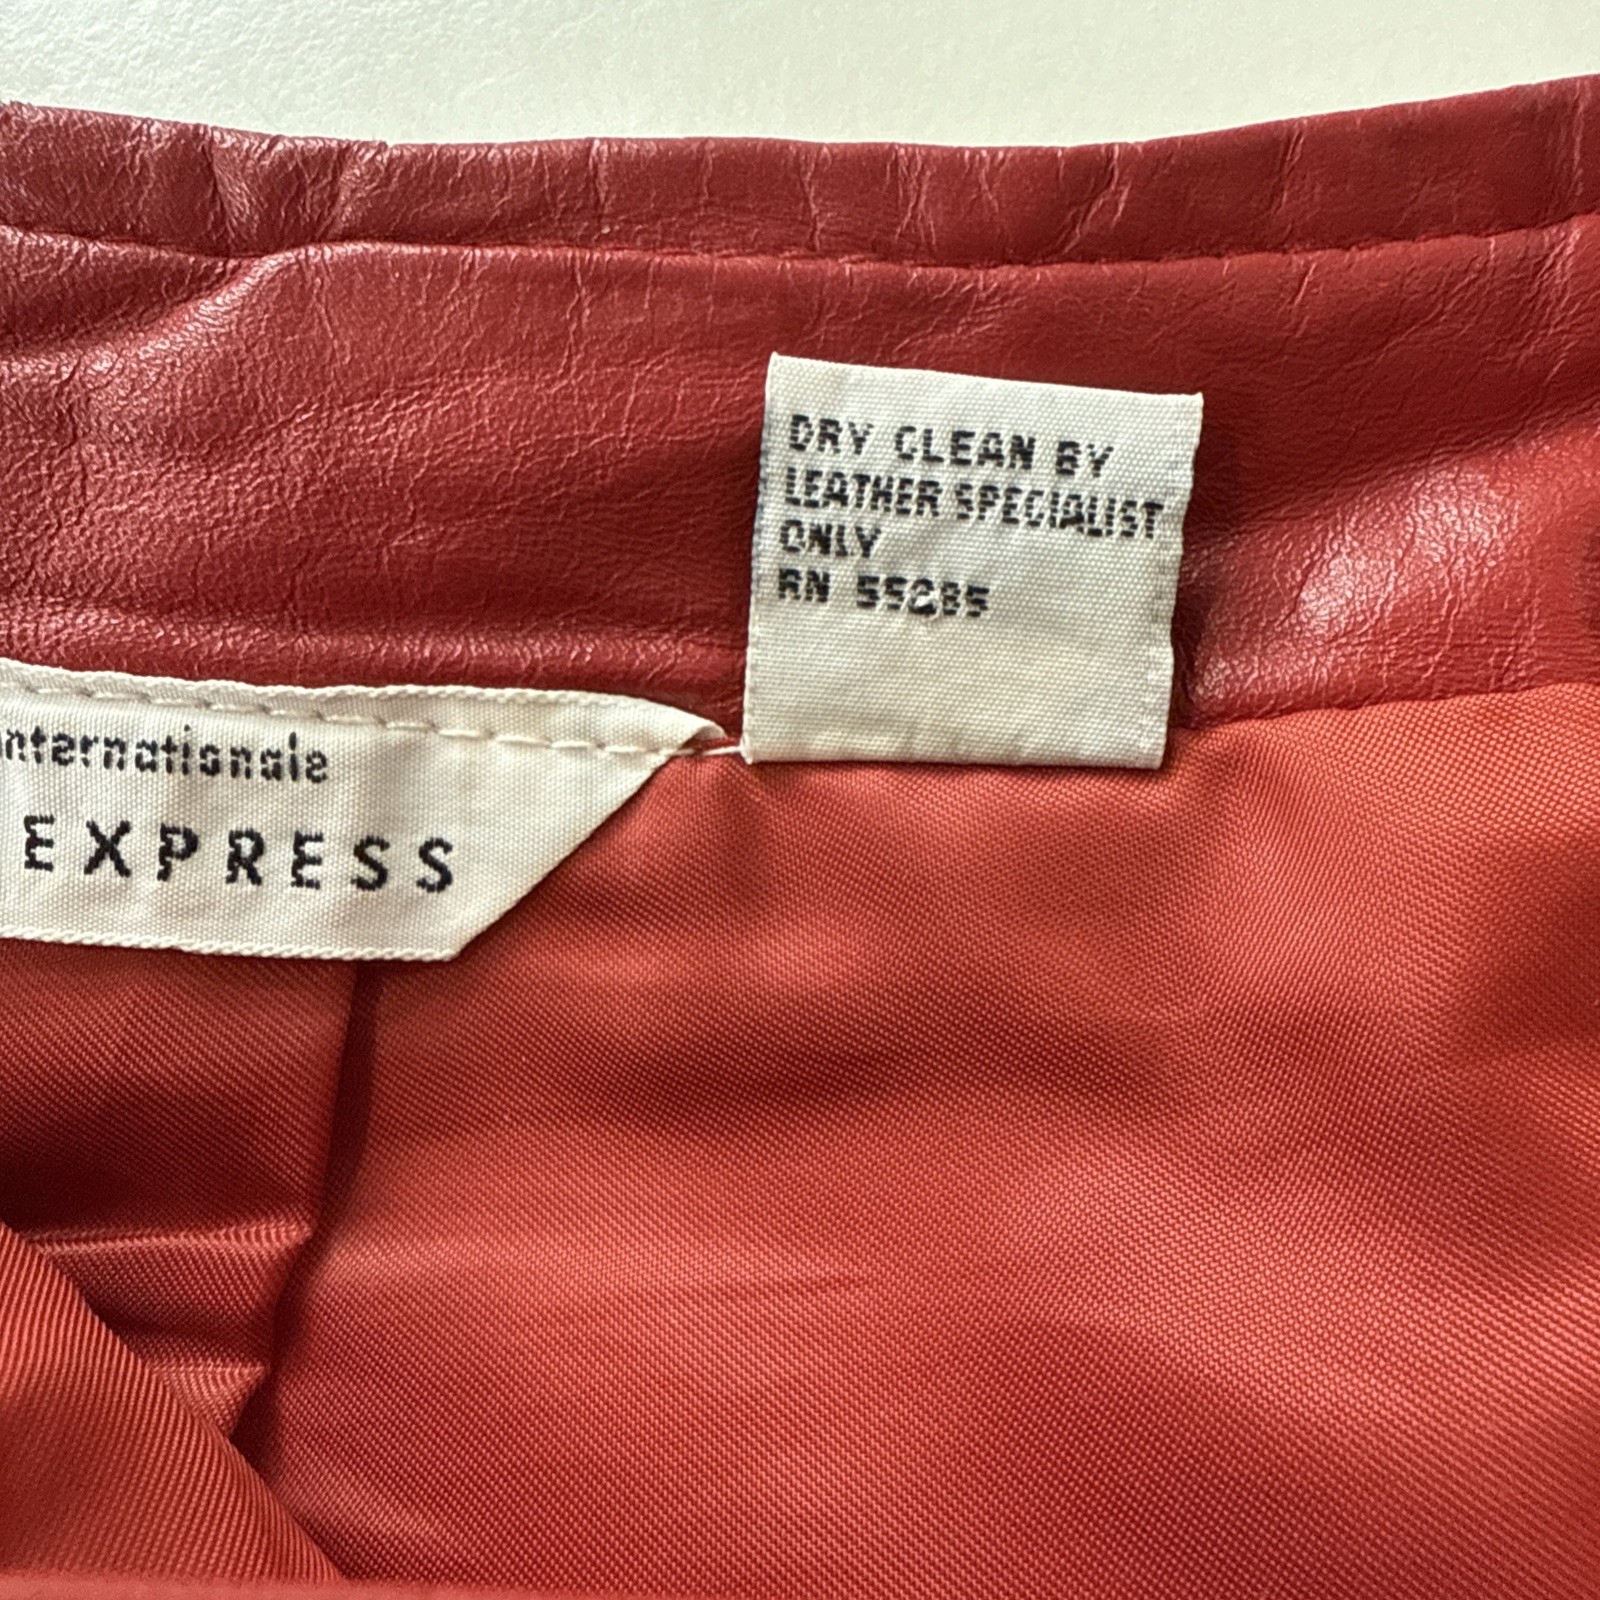 DRY CLEAN BY
LEATHER SPECIALIST
ONLY
RN 55285
internationale
EXPRESS